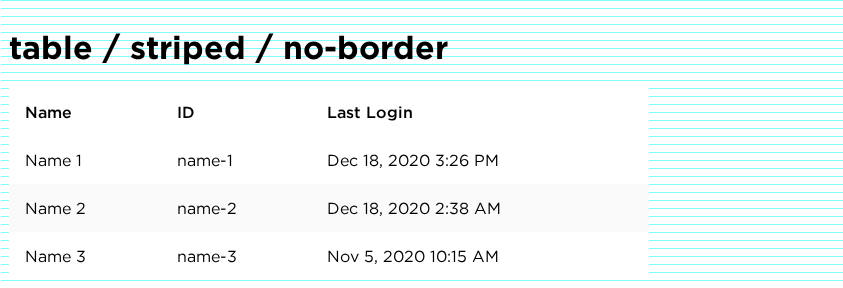 table / striped / no-border
Name ID Last Login
Name 1 name-1 Dec 18, 2020 3:26 PM
Name 2 name-2 Dec 18, 2020 2:38 AM
Name 3 name-3 Nov 5, 2020 10:15 AM